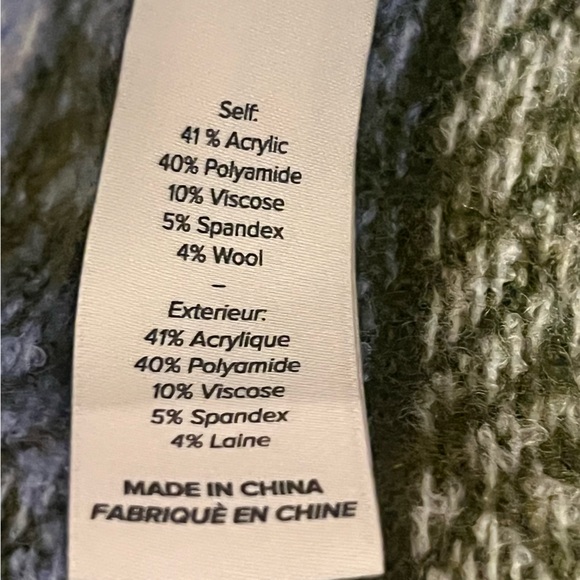 Self:
41 % Acrylic
40% Polyamide
10% Viscose
5% Spandex
4% Wool
–
Exterieur:
41% Acrylique
40% Polyamide
10% Viscose
5% Spandex
4% Laine
MADE IN CHINA
FABRIQUÈ EN CHINE